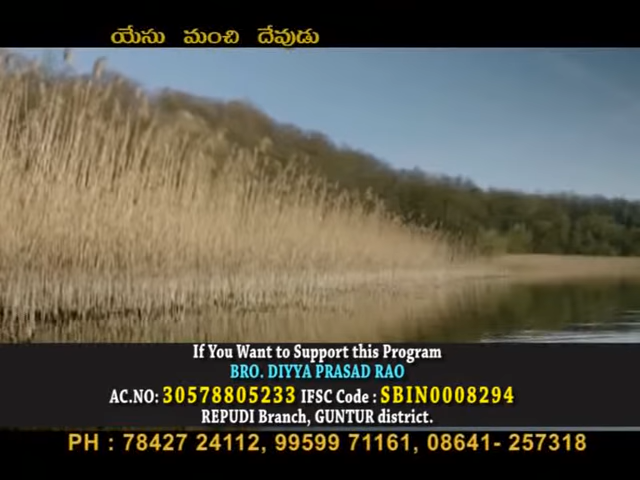 యేసు మంచి దేవుడు
If You Want to Support this Program
BRO. DIYYA PRASAD RAO
AC.NO: 30578805233 IFSC Code : SBIN0008294
REPUDI Branch, GUNTUR district.
PH : 78427 24112, 99599 71161, 08641- 257318